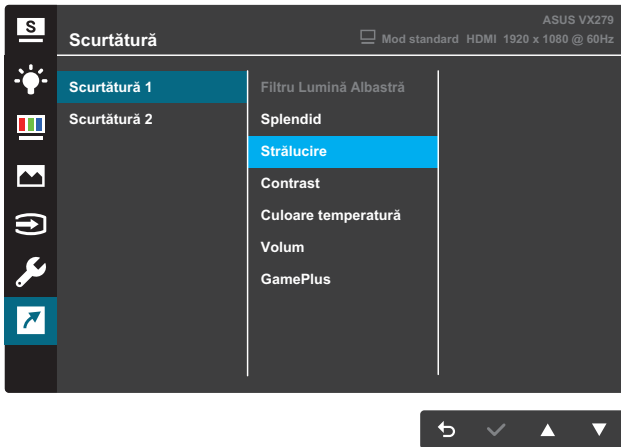 S
ASUS VX279
Scurtătură
Mod standard HDMI 1920 x 1080 @ 60Hz
Scurtătură 1
Scurtătură 2
Filtru Lumină Albastră
Splendid
Strălucire
Contrast
Culoare temperatură
Volum
GamePlus